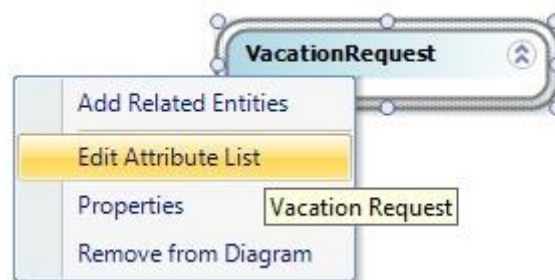 VacationRequest
Add Related Entities
Edit Attribute List
Properties
Vacation Request
Remove from Diagram